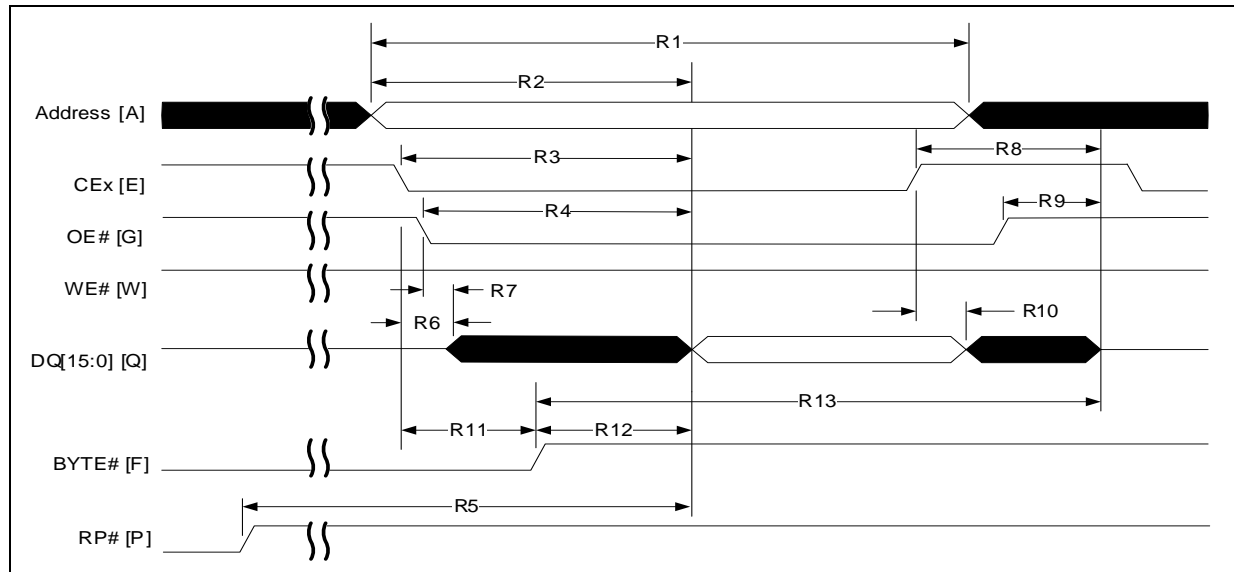 R1
R2
Address [A]
R3
R8
CEx [E]
R4
R9
OE# [G]
WE# [W]
R7
R6
R10
DQ[15:0] [Q]
R13
R11
R12
BYTE# [F]
R5
RP# [P]